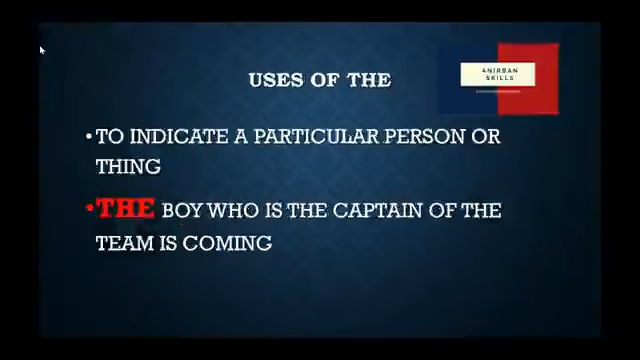 4NIRBAN
SKILLS
USES OF THE
•TO INDICATE A PARTICULAR PERSON OR
THING
•THE BOY WHO IS THE CAPTAIN OF THE
TEAM IS COMING